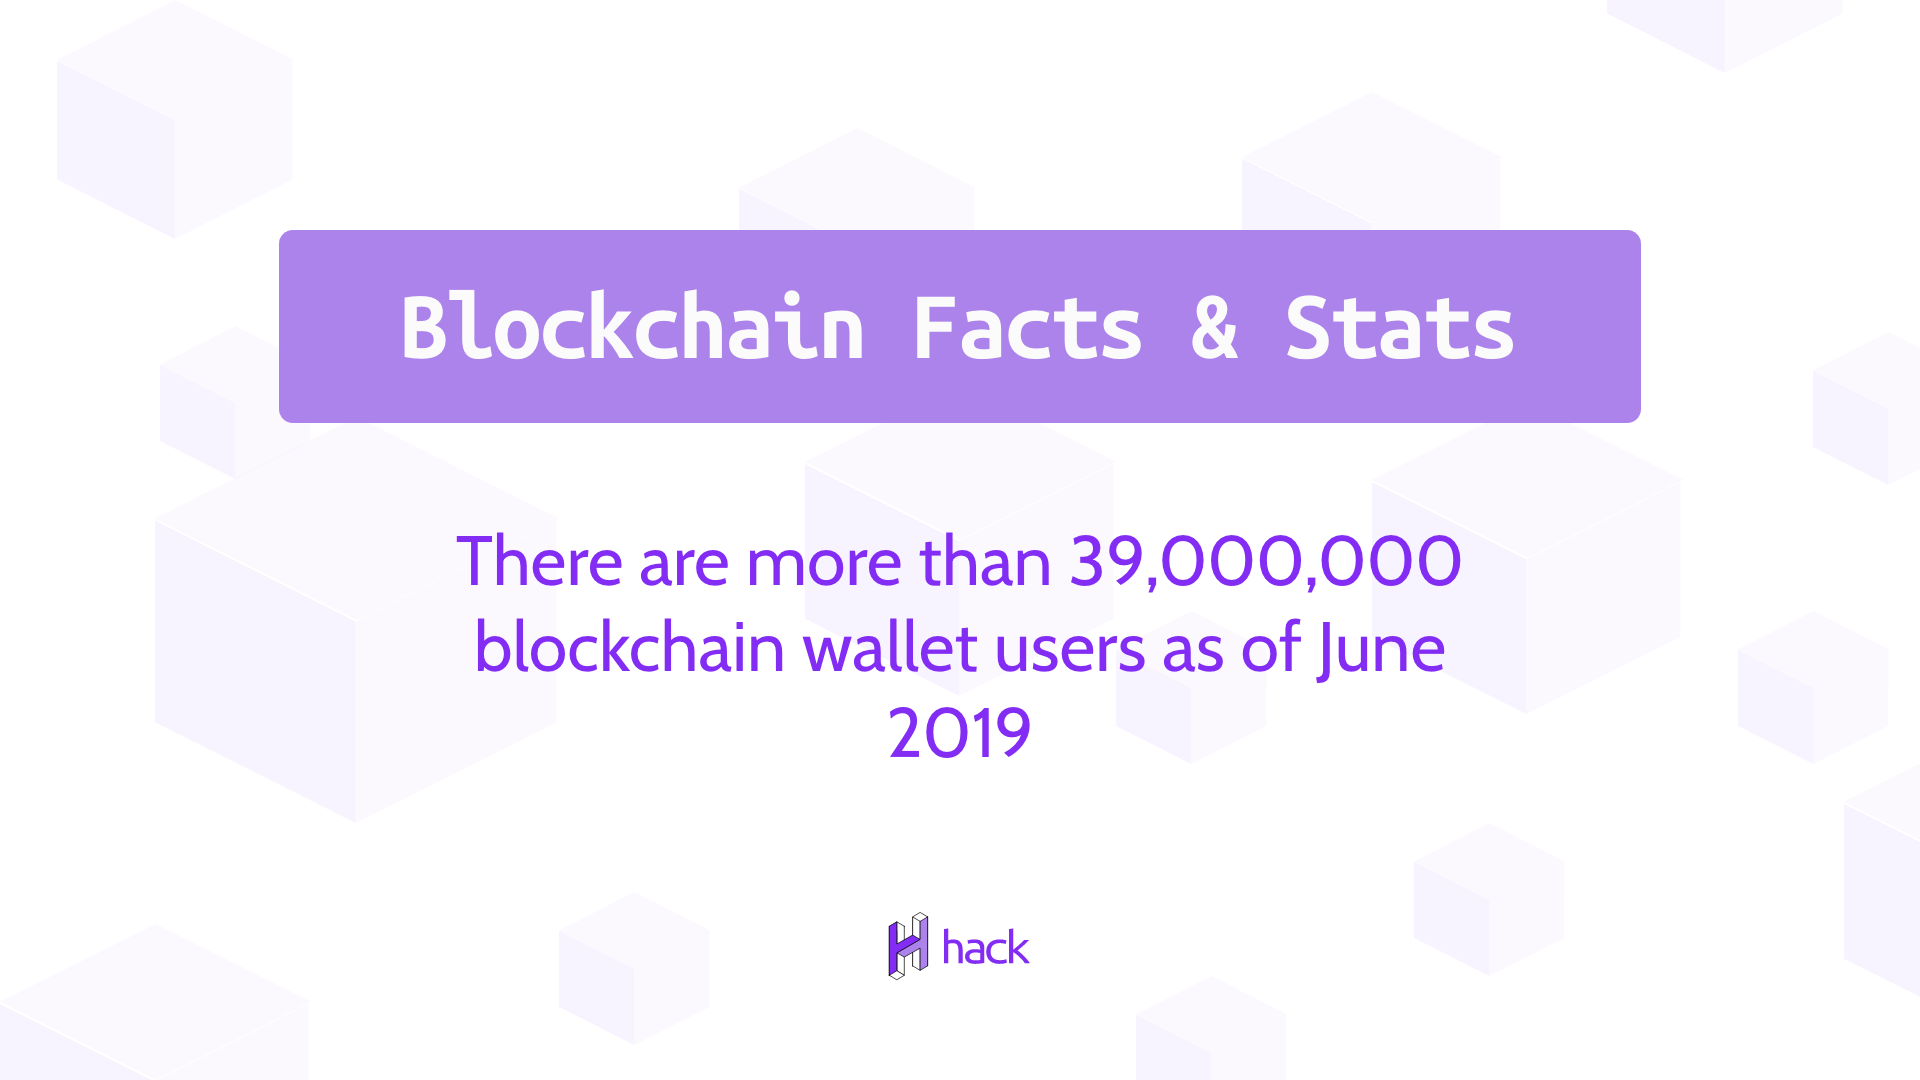 Blockchain Facts & Stats
There are more than 39,000,000
blockchain wallet users as of June
2019
hack